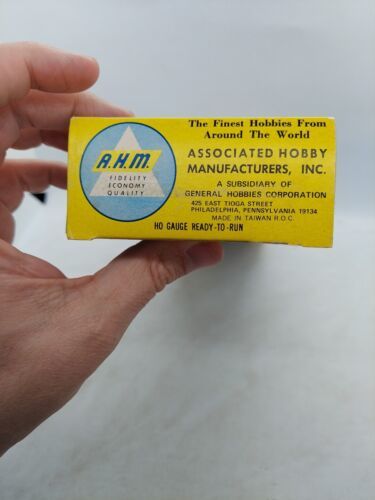 A.H.M.
FIDELITY
ECONOMY
QUALITY
The Finest Hobbies From
Around The World
ASSOCIATED HOBBY
MANUFACTURERS, INC.
A SUBSIDIARY OF
GENERAL HOBBIES CORPORATION
425 EAST TIOGA STREET
PHILADELPHIA, PENNSYLVANIA 19134
MADE IN TAIWAN R.O.C.
HO GAUGE READY-TO-RUN